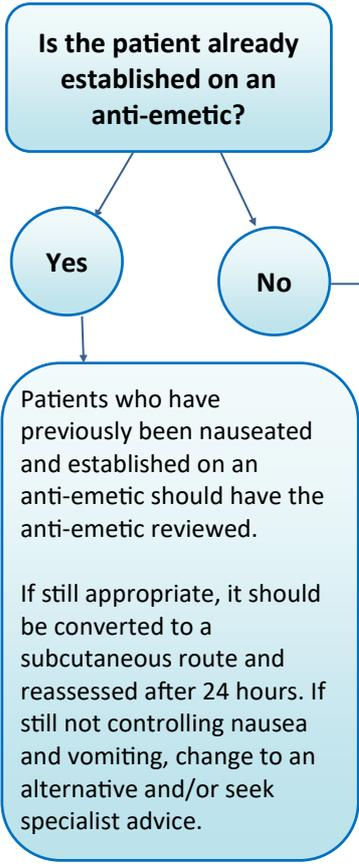 Is the patient already
established on an
anti-emetic?
Yes
No
Patients who have
previously been nauseated
and established on an
anti-emetic should have the
anti-emetic reviewed.
If still appropriate, it should
be converted to a
subcutaneous route and
reassessed after 24 hours. If
still not controlling nausea
and vomiting, change to an
alternative and/or seek
specialist advice.